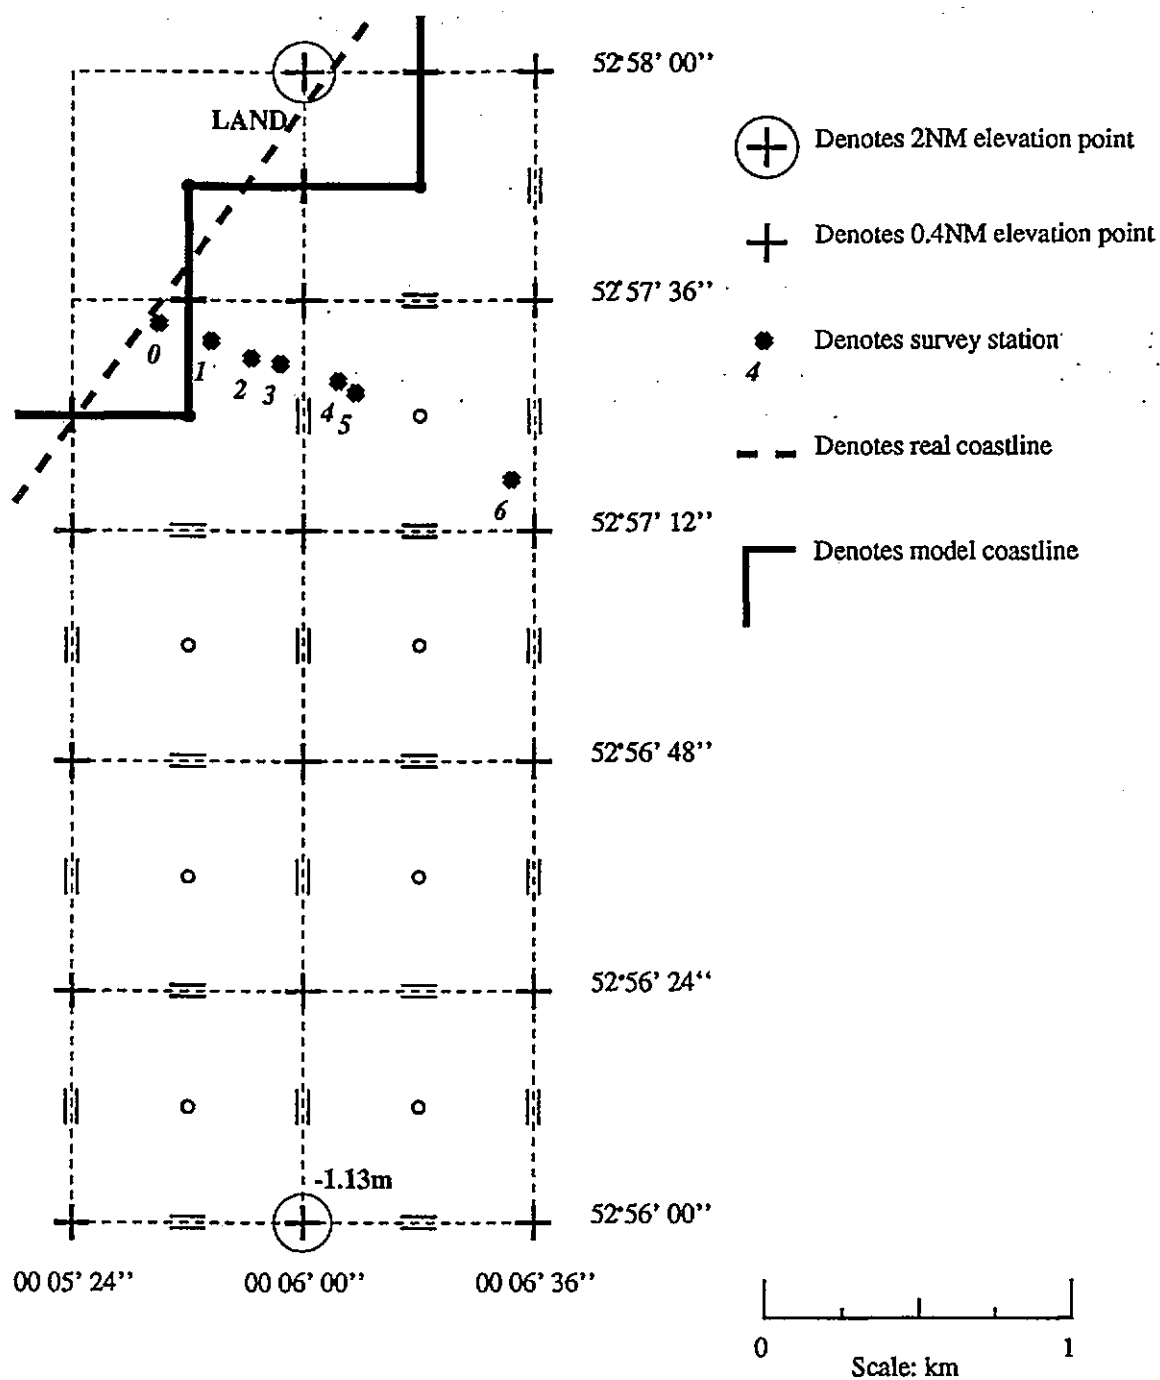 52°58' 00''
LAND
Denotes 2NM elevation point
Denotes 0.4NM elevation point
52°57' 36''
0
1
2
3
4
5
Denotes survey station
4
Denotes real coastline
6
52°57' 12''
Denotes model coastline
52°56' 48''
52°56' 24''
-1.13m
52°56' 00''
00 05' 24''
00 06' 00''
00 06' 36''
0
1
Scale: km